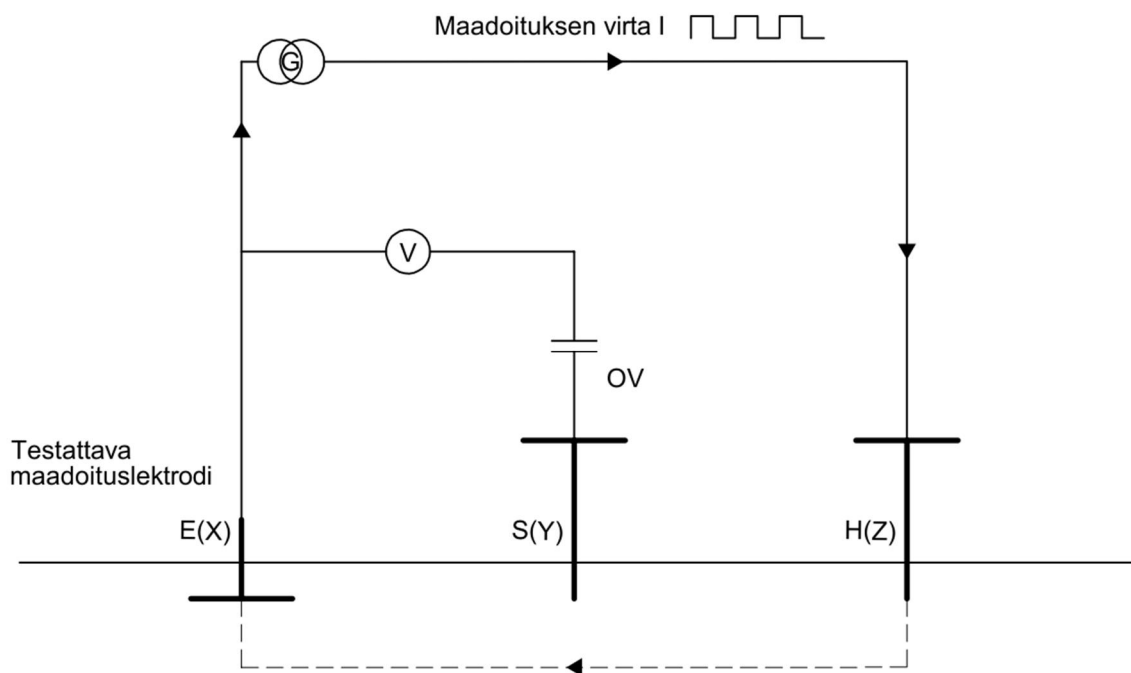 Maadoituksen virta I
G
V
OV
Testattava
maadoituslektrodi
E(X)
S(Y)
H(Z)